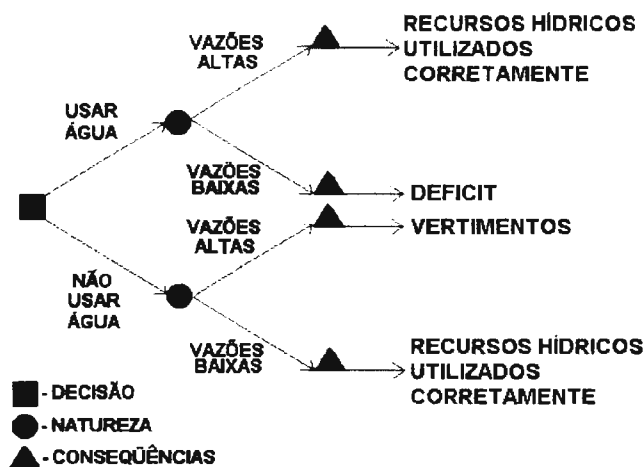 RECURSOS HÍDRICOS
UTILIZADOS
CORRETAMENTE
VAZÕES
ALTAS
USAR
ÁGUA
VAZÕES
BAIXAS
DEFICIT
VAZÕES
ALTAS
VERTIMENTOS
NÃO
USAR
ÁGUA
VAZÕES
BAIXAS
RECURSOS HÍDRICOS
UTILIZADOS
CORRETAMENTE
- DECISÃO
- NATUREZA
- CONSEQÜÊNCIAS